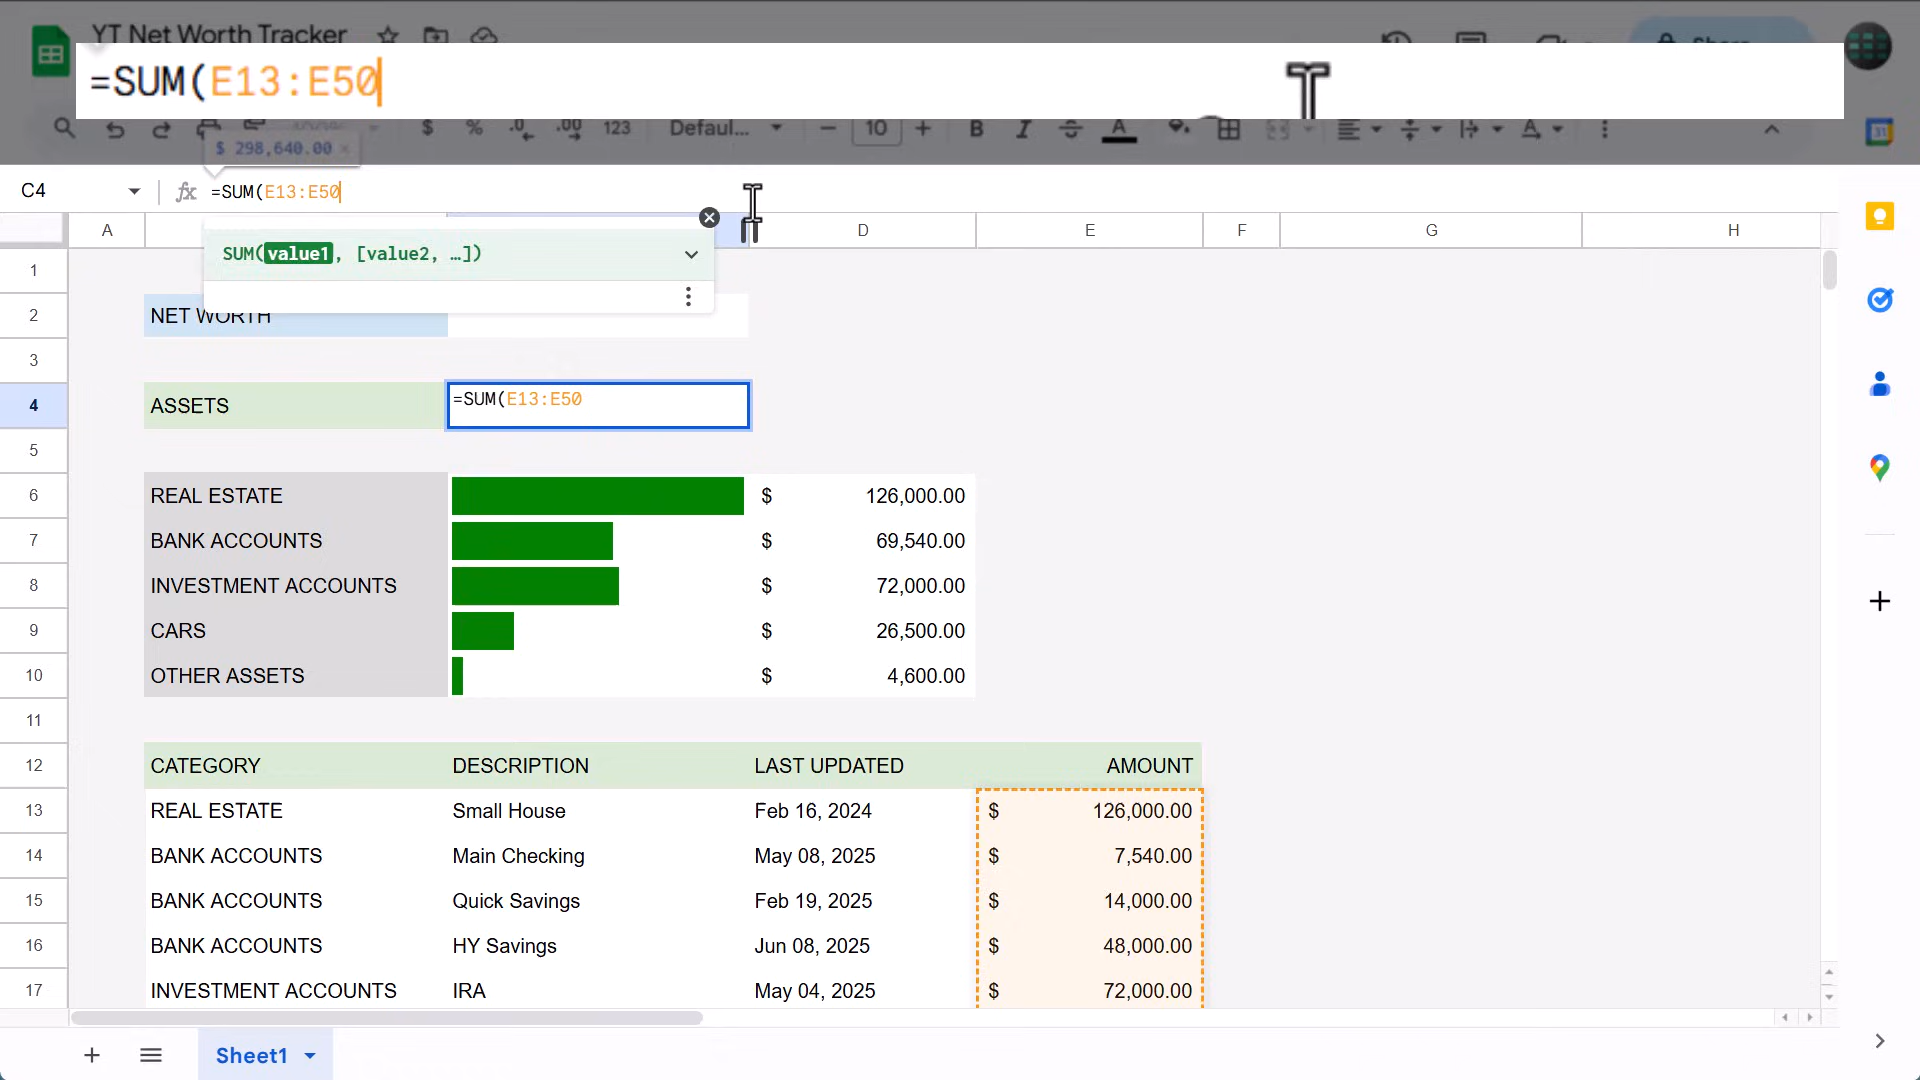 YT Net Worth Tracker
Share
=SUM(E13:E50
$ % .0 .00 123 Defaul... 10 B I S A
$ 298,640.00 ×
C4 fx =SUM(E13:E50
A D E F G H
SUM(value1, [value2, …])
1
2 NET WORTH
3
4 ASSETS =SUM(E13:E50
5
6 REAL ESTATE $ 126,000.00
7 BANK ACCOUNTS $ 69,540.00
8 INVESTMENT ACCOUNTS $ 72,000.00
9 CARS $ 26,500.00
10 OTHER ASSETS $ 4,600.00
11
12 CATEGORY DESCRIPTION LAST UPDATED AMOUNT
13 REAL ESTATE Small House Feb 16, 2024 $ 126,000.00
14 BANK ACCOUNTS Main Checking May 08, 2025 $ 7,540.00
15 BANK ACCOUNTS Quick Savings Feb 19, 2025 $ 14,000.00
16 BANK ACCOUNTS HY Savings Jun 08, 2025 $ 48,000.00
17 INVESTMENT ACCOUNTS IRA May 04, 2025 $ 72,000.00
Sheet1
31